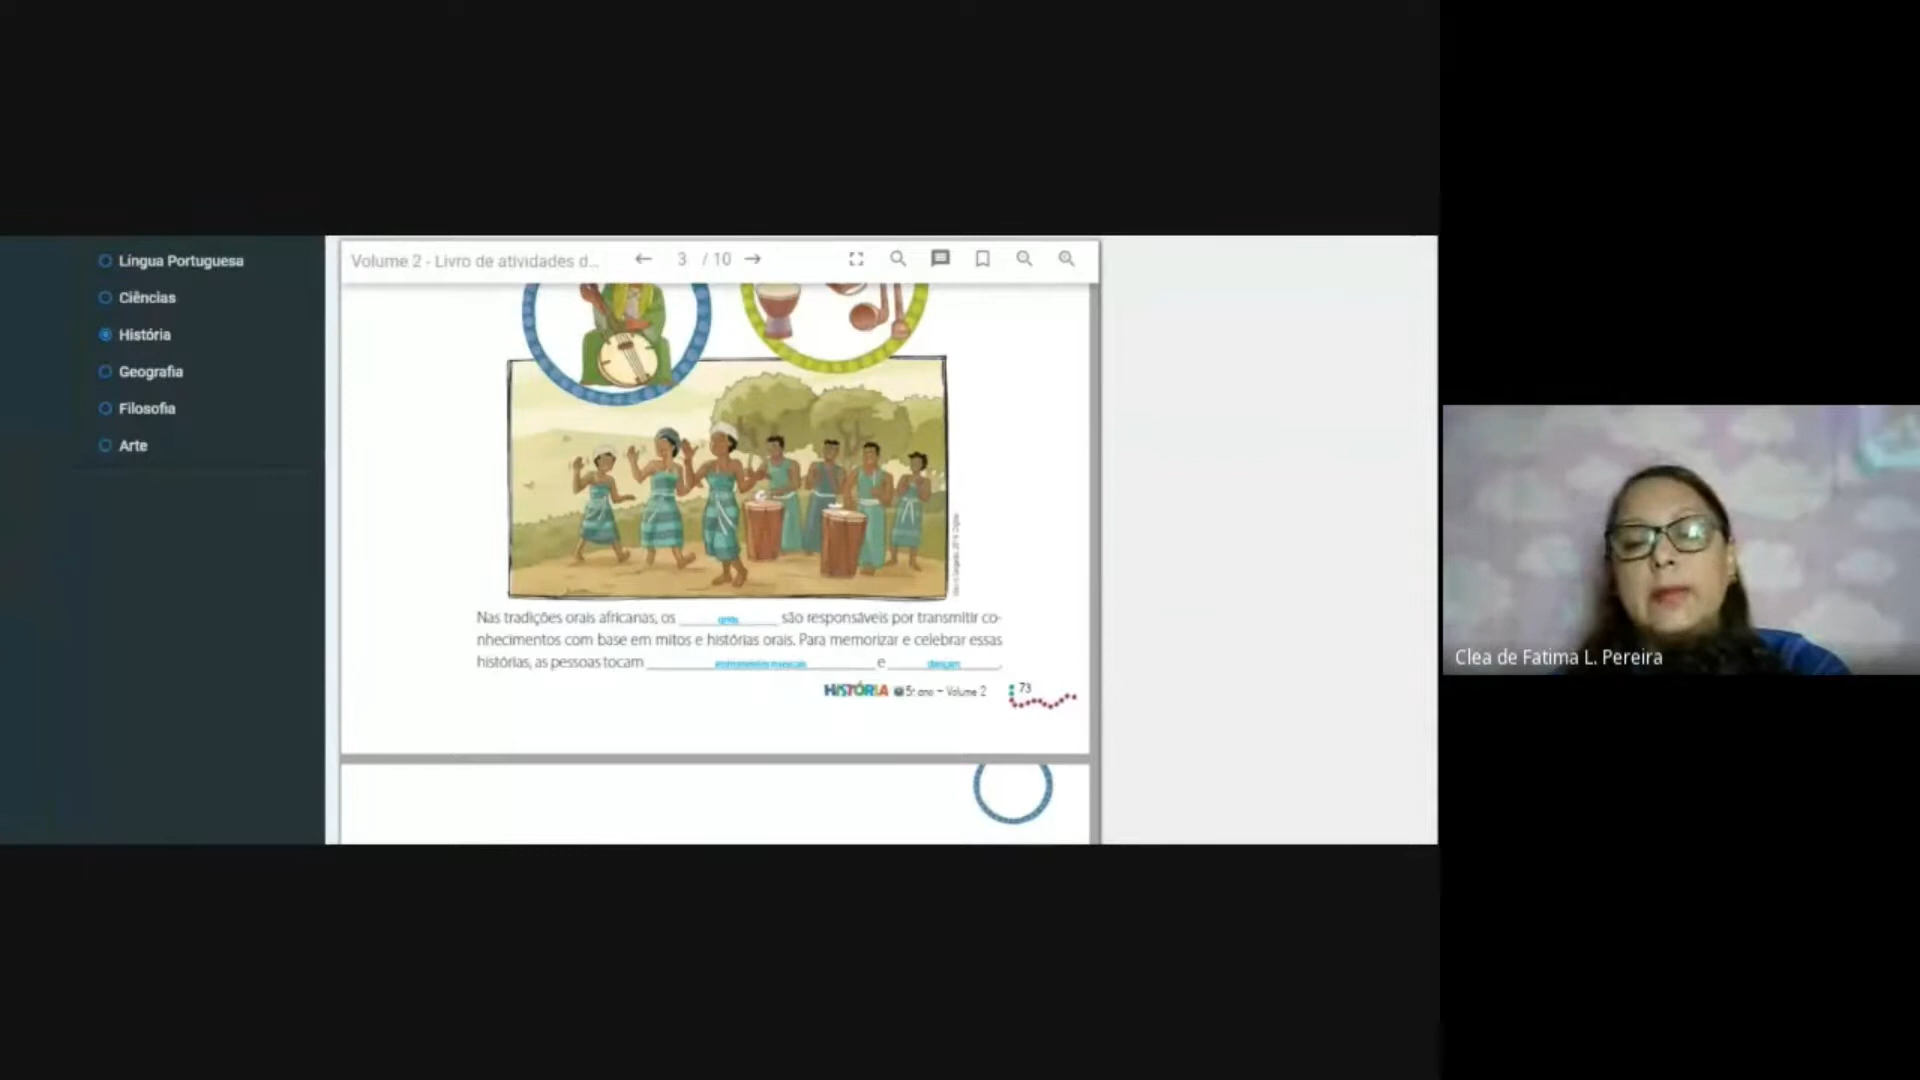 Língua Portuguesa
Ciências
História
Geografia
Filosofia
Arte
Volume 2 - Livro de atividades d...
3 / 10
Nas tradições orais africanas, os griôs são responsáveis por transmitir co-
nhecimentos com base em mitos e histórias orais. Para memorizar e celebrar essas
histórias, as pessoas tocam instrumentos musicais e dançam.
HISTÓRIA 5º. ano – Volume 2 73
Clea de Fatima L. Pereira